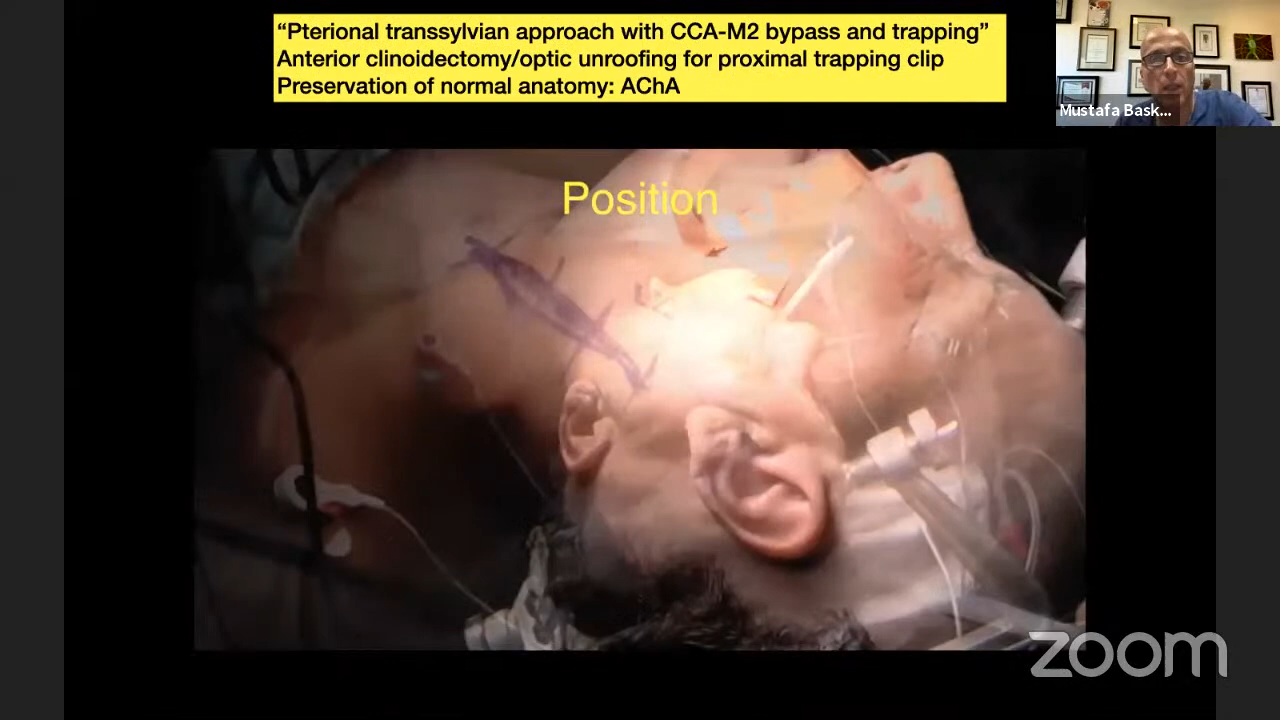 “Pterional transsylvian approach with CCA-M2 bypass and trapping”
Anterior clinoidectomy/optic unroofing for proximal trapping clip
Preservation of normal anatomy: AChA
Mustafa Bask...
Position
zoom